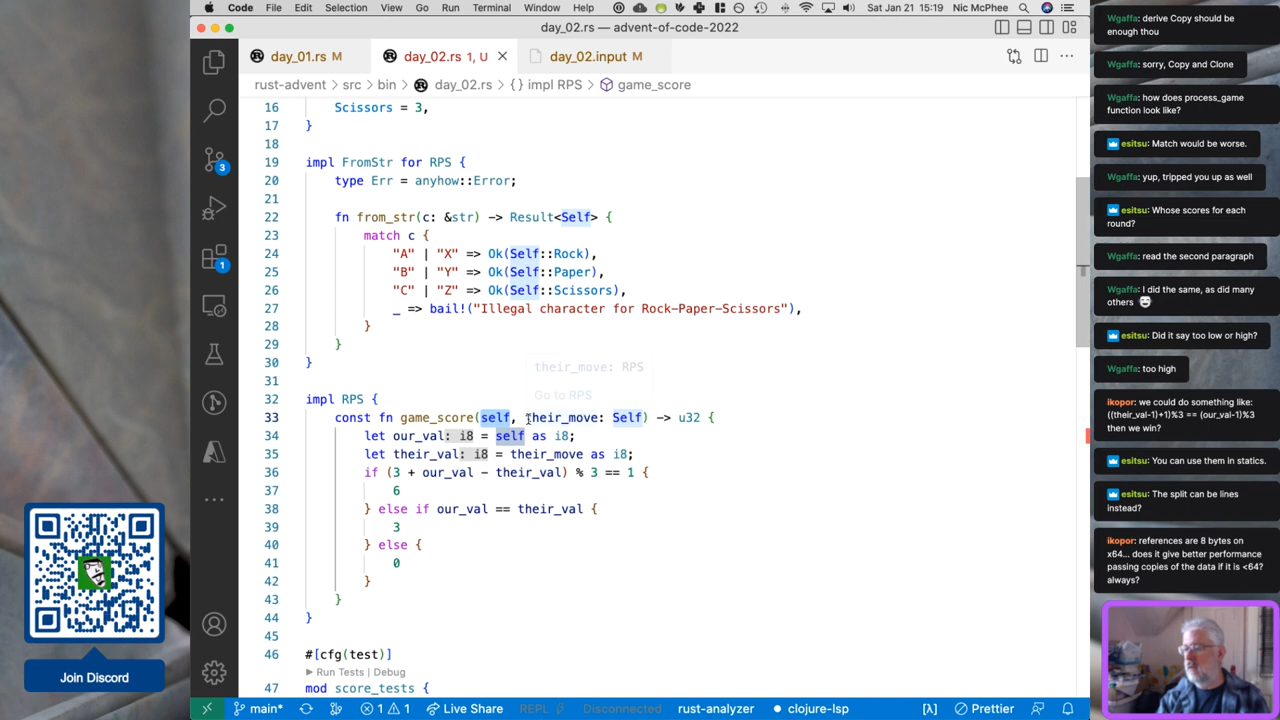 Code File Edit Selection View Go Run Terminal Window Help Sat Jan 21 15:19 Nic McPhee
day_02.rs — advent-of-code-2022
day_01.rs M
day_02.rs 1, U
day_02.input M
rust-advent > src > bin > day_02.rs > {} impl RPS > game_score
16 Scissors = 3,
17 }
18
19 impl FromStr for RPS {
20 type Err = anyhow::Error;
21
22 fn from_str(c: &str) -> Result<Self> {
23 match c {
24 "A" | "X" => Ok(Self::Rock),
25 "B" | "Y" => Ok(Self::Paper),
26 "C" | "Z" => Ok(Self::Scissors),
27 _ => bail!("Illegal character for Rock-Paper-Scissors"),
28 }
29 }
30 }
their_move: RPS
31
Go to RPS
32 impl RPS {
33 const fn game_score(self, their_move: Self) -> u32 {
34 let our_val: i8 = self as i8;
35 let their_val: i8 = their_move as i8;
36 if (3 + our_val - their_val) % 3 == 1 {
37 6
38 } else if our_val == their_val {
39 3
40 } else {
41 0
42 }
43 }
44 }
45
46 #[cfg(test)]
Run Tests | Debug
47 mod score_tests {
3
1
main* 1 1 Live Share REPL Disconnected rust-analyzer clojure-lsp [λ] Prettier
Join Discord
Wgaffa: derive Copy should be
enough thou
Wgaffa: sorry, Copy and Clone
Wgaffa: how does process_game
function look like?
esitsu: Match would be worse.
Wgaffa: yup, tripped you up as well
esitsu: Whose scores for each
round?
Wgaffa: read the second paragraph
Wgaffa: I did the same, as did many
others
esitsu: Did it say too low or high?
Wgaffa: too high
ikopor: we could do something like:
((their_val-1)+1)%3 == (our_val-1)%3
then we win?
esitsu: You can use them in statics.
esitsu: The split can be lines
instead?
ikopor: references are 8 bytes on
x64... does it give better performance
passing copies of the data if it is <64?
always?